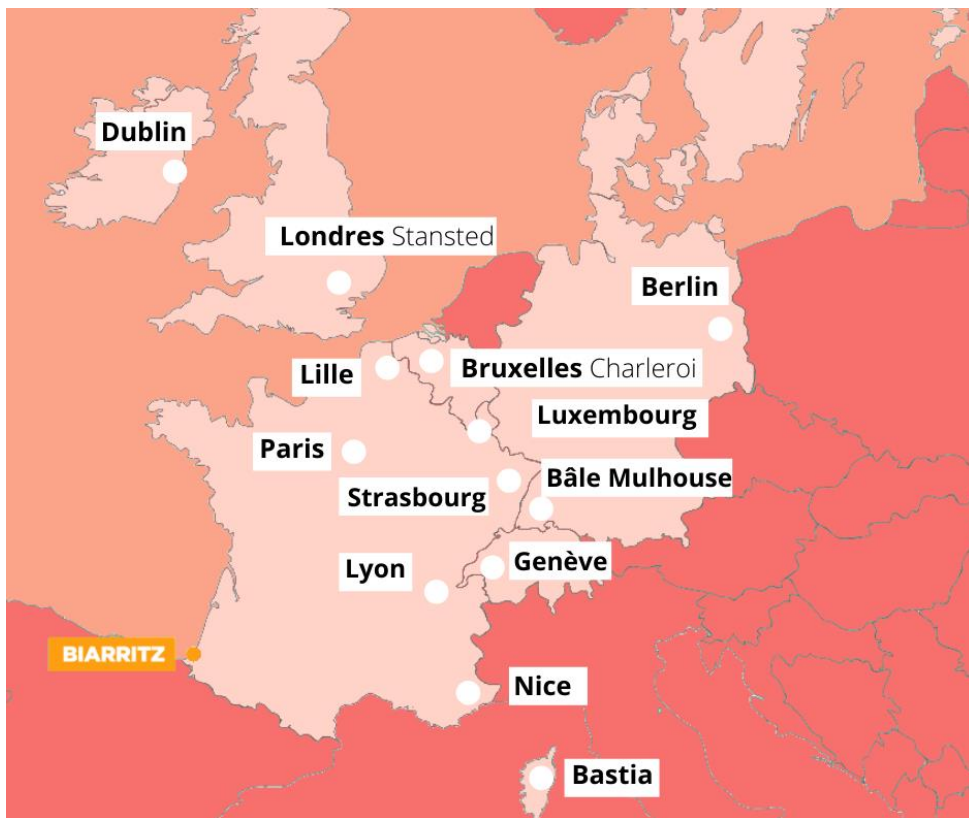 Dublin
Londres Stansted
Berlin
Lille
Bruxelles Charleroi
Luxembourg
Paris
Bâle Mulhouse
Strasbourg
Lyon
Genève
BIARRITZ
Nice
Bastia